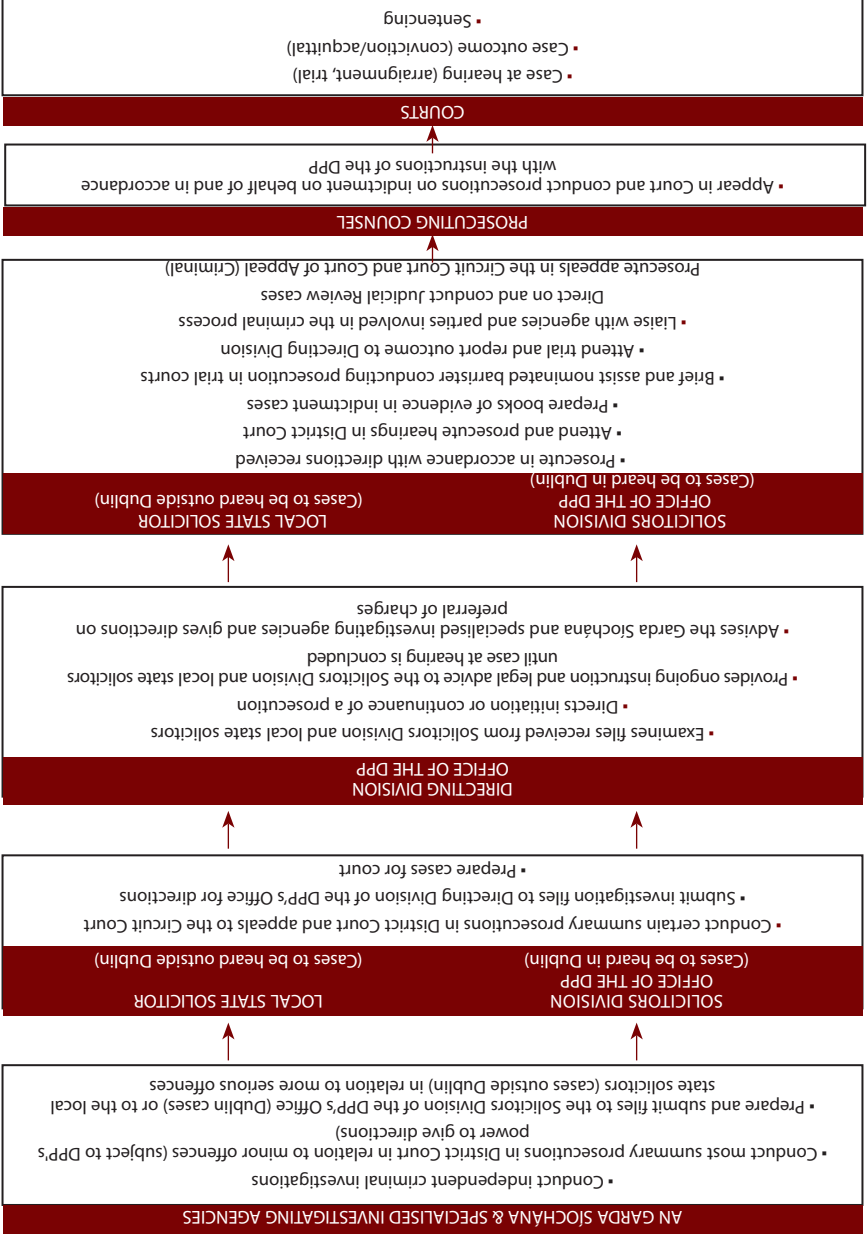 AN GARDA SÍOCHÁNA & SPECIALISED INVESTIGATING AGENCIES
▪ Conduct independent criminal investigations
▪ Conduct most summary prosecutions in District Court in relation to minor offences (subject to DPP's
power to give directions)
▪ Prepare and submit files to the Solicitors Division of the DPP's Office (Dublin cases) or to the local
state solicitors (cases outside Dublin) in relation to more serious offences
SOLICITORS DIVISION
OFFICE OF THE DPP
(Cases to be heard in Dublin)
LOCAL STATE SOLICITOR
(Cases to be heard outside Dublin)
▪ Conduct certain summary prosecutions in District Court and appeals to the Circuit Court
▪ Submit investigation files to Directing Division of the DPP's Office for directions
▪ Prepare cases for court
DIRECTING DIVISION
OFFICE OF THE DPP
▪ Examines files received from Solicitors Division and local state solicitors
▪ Directs initiation or continuance of a prosecution
▪ Provides ongoing instruction and legal advice to the Solicitors Division and local state solicitors
until case at hearing is concluded
▪ Advises the Garda Síochána and specialised investigating agencies and gives directions on
preferral of charges
SOLICITORS DIVISION
OFFICE OF THE DPP
(Cases to be heard in Dublin)
LOCAL STATE SOLICITOR
(Cases to be heard outside Dublin)
▪ Prosecute in accordance with directions received
▪ Attend and prosecute hearings in District Court
▪ Prepare books of evidence in indictment cases
▪ Brief and assist nominated barrister conducting prosecution in trial courts
▪ Attend trial and report outcome to Directing Division
▪ Liaise with agencies and parties involved in the criminal process
Direct on and conduct Judicial Review cases
Prosecute appeals in the Circuit Court and Court of Appeal (Criminal)
PROSECUTING COUNSEL
▪ Appear in Court and conduct prosecutions on indictment on behalf of and in accordance
with the instructions of the DPP
COURTS
▪ Case at hearing (arraignment, trial)
▪ Case outcome (conviction/acquittal)
▪ Sentencing